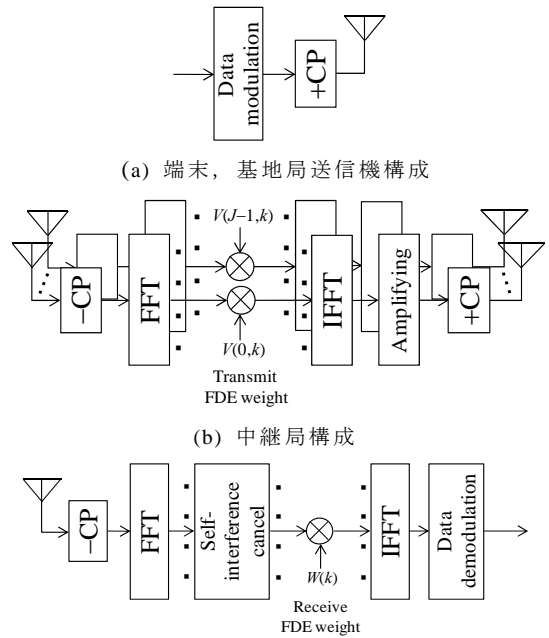 Data
modulation
+CP
(a) 端末，基地局送信機構成
V(J–1,k)
–CP
FFT
IFFT
Amplifying
+CP
V(0,k)
Transmit
FDE weight
(b) 中継局構成
–CP
FFT
Self-
interference
cancel
W(k)
Receive
FDE weight
IFFT
Data
demodulation